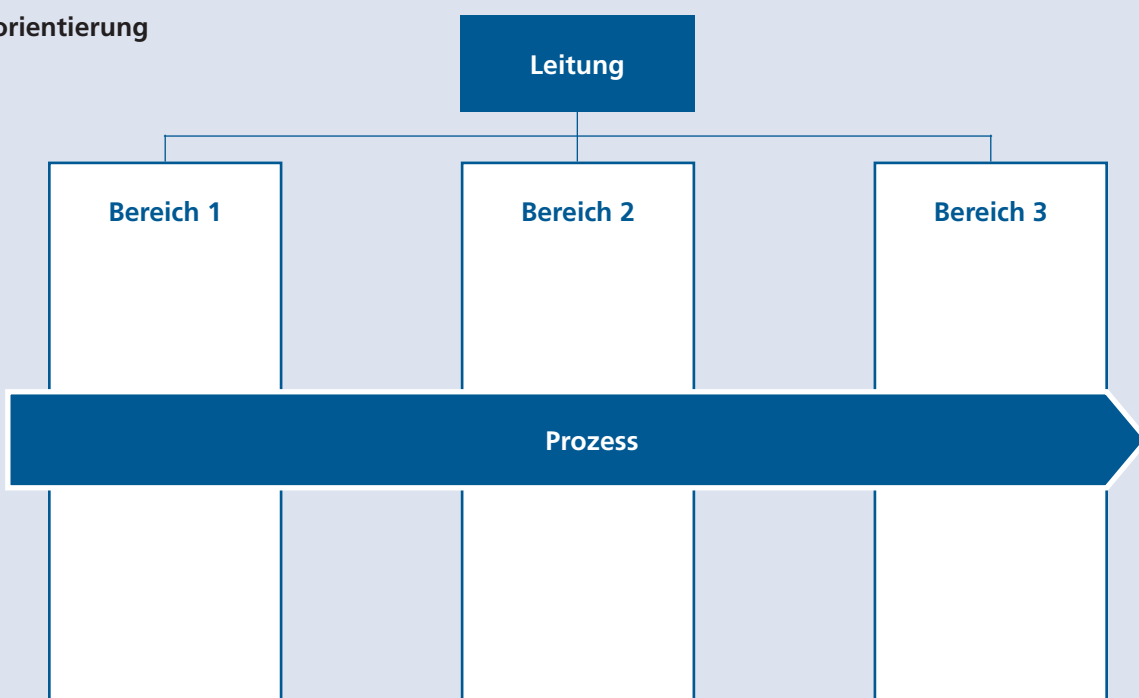 orientierung
Leitung
Bereich 1
Bereich 2
Bereich 3
Prozess